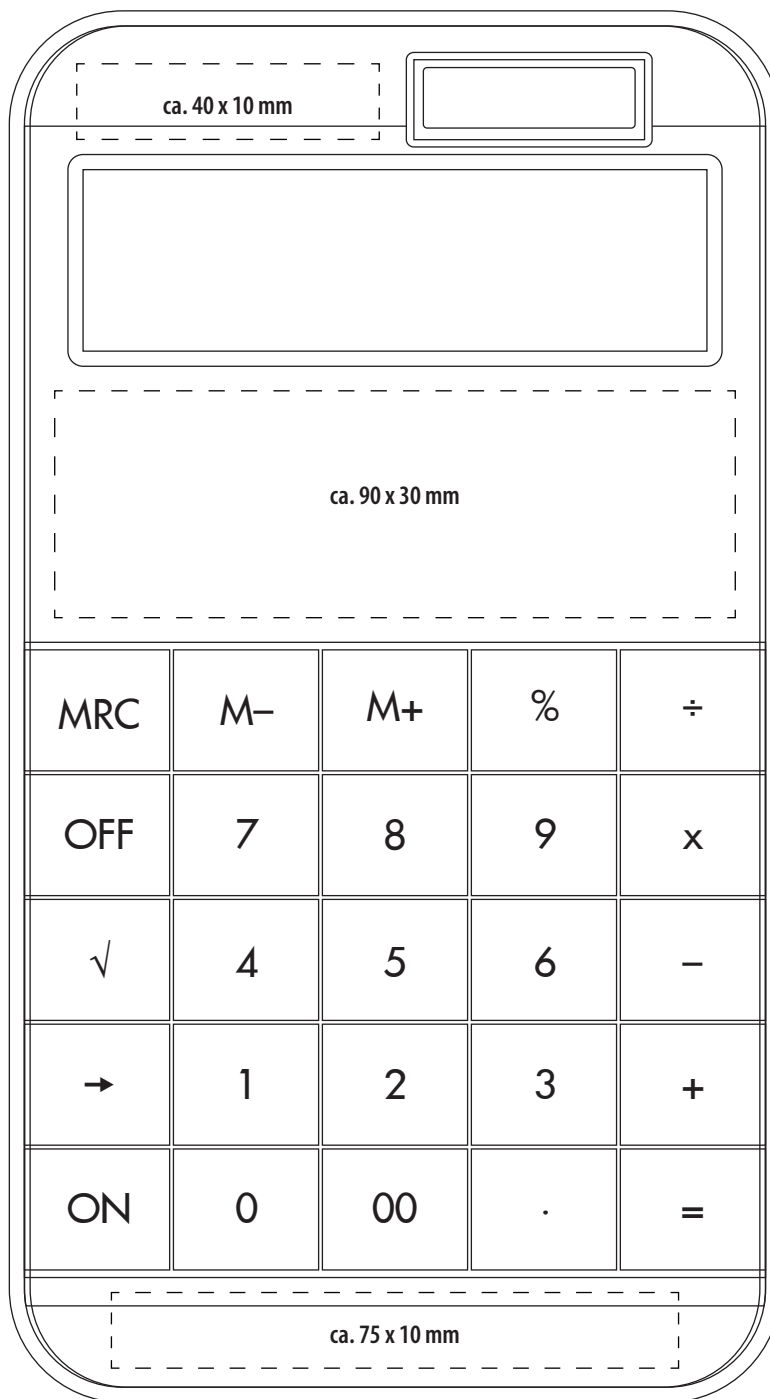 ca. 40 x 10 mm
ca. 90 x 30 mm
MRC M– M+ % ÷
OFF 7 8 9 x
√ 4 5 6 –
→ 1 2 3 +
ON 0 00 . =
ca. 75 x 10 mm